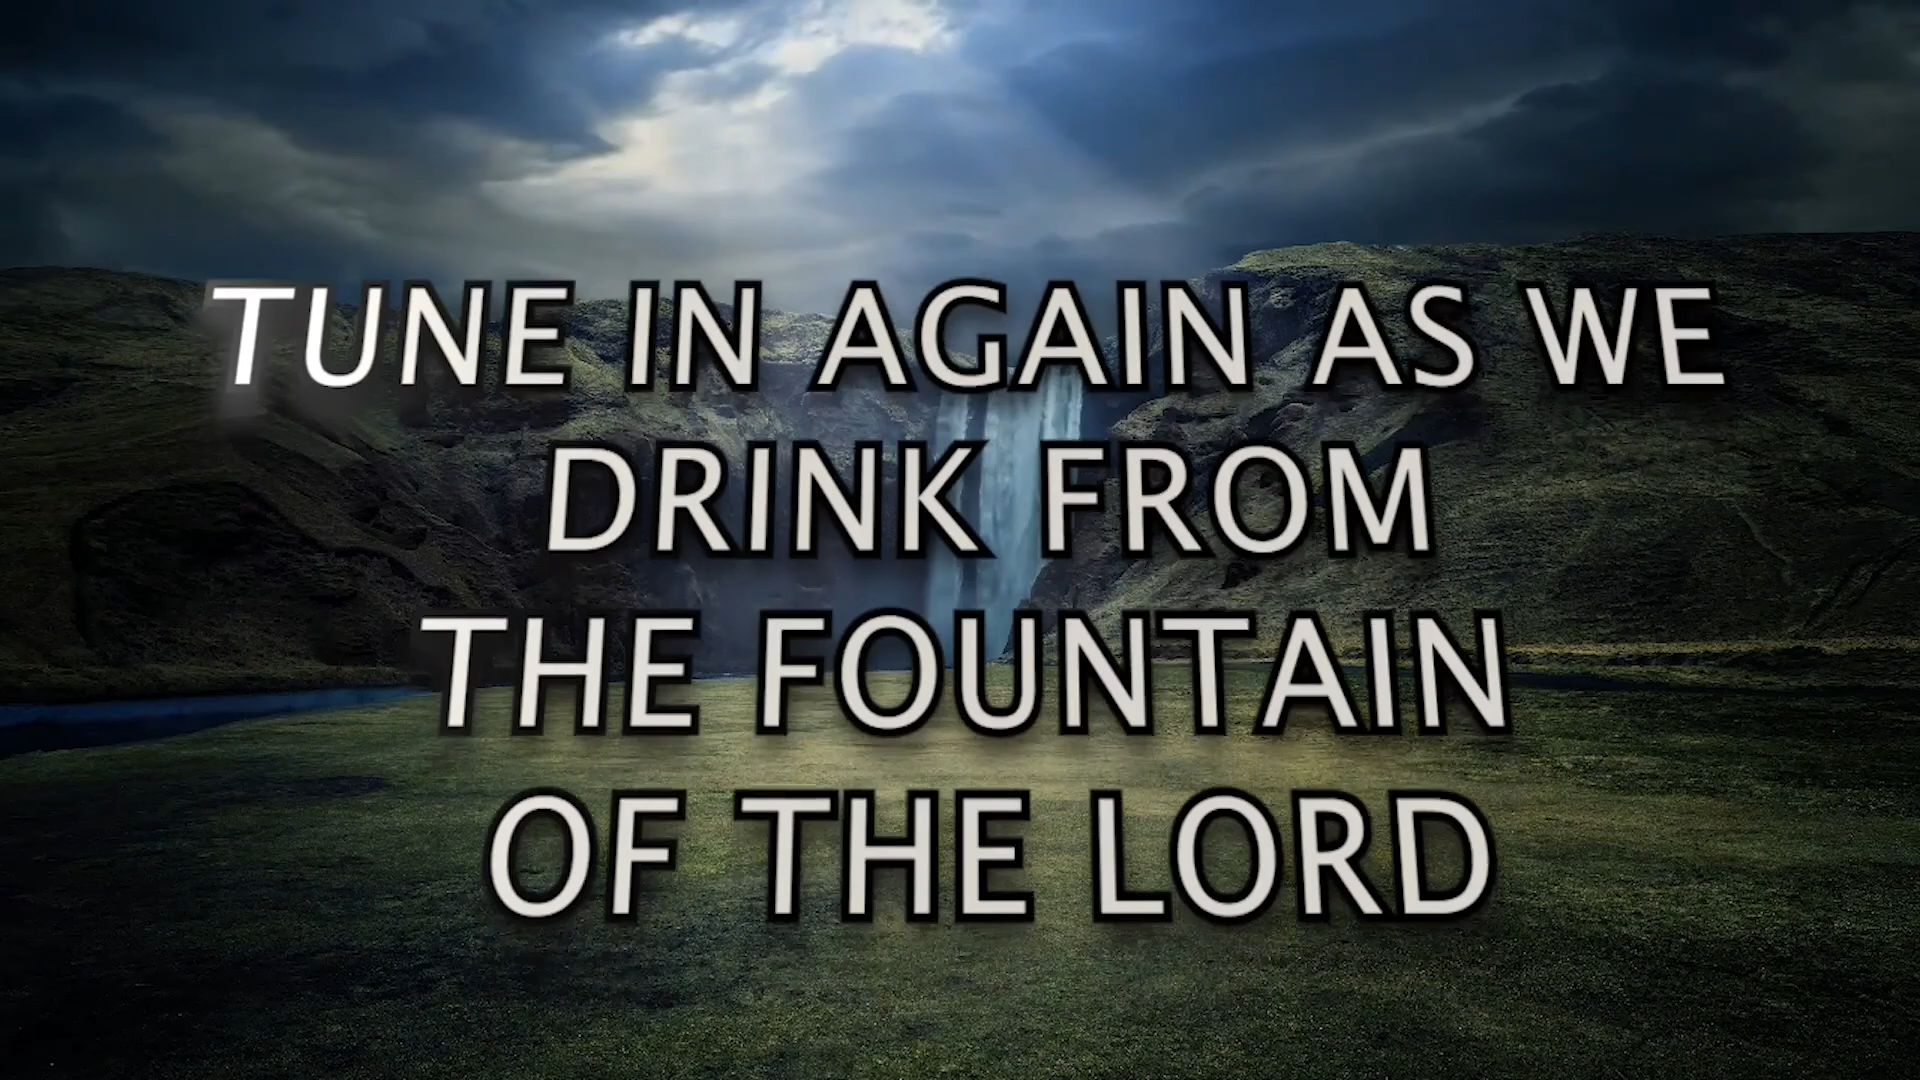 TUNE IN AGAIN AS WE
DRINK FROM
THE FOUNTAIN
OF THE LORD